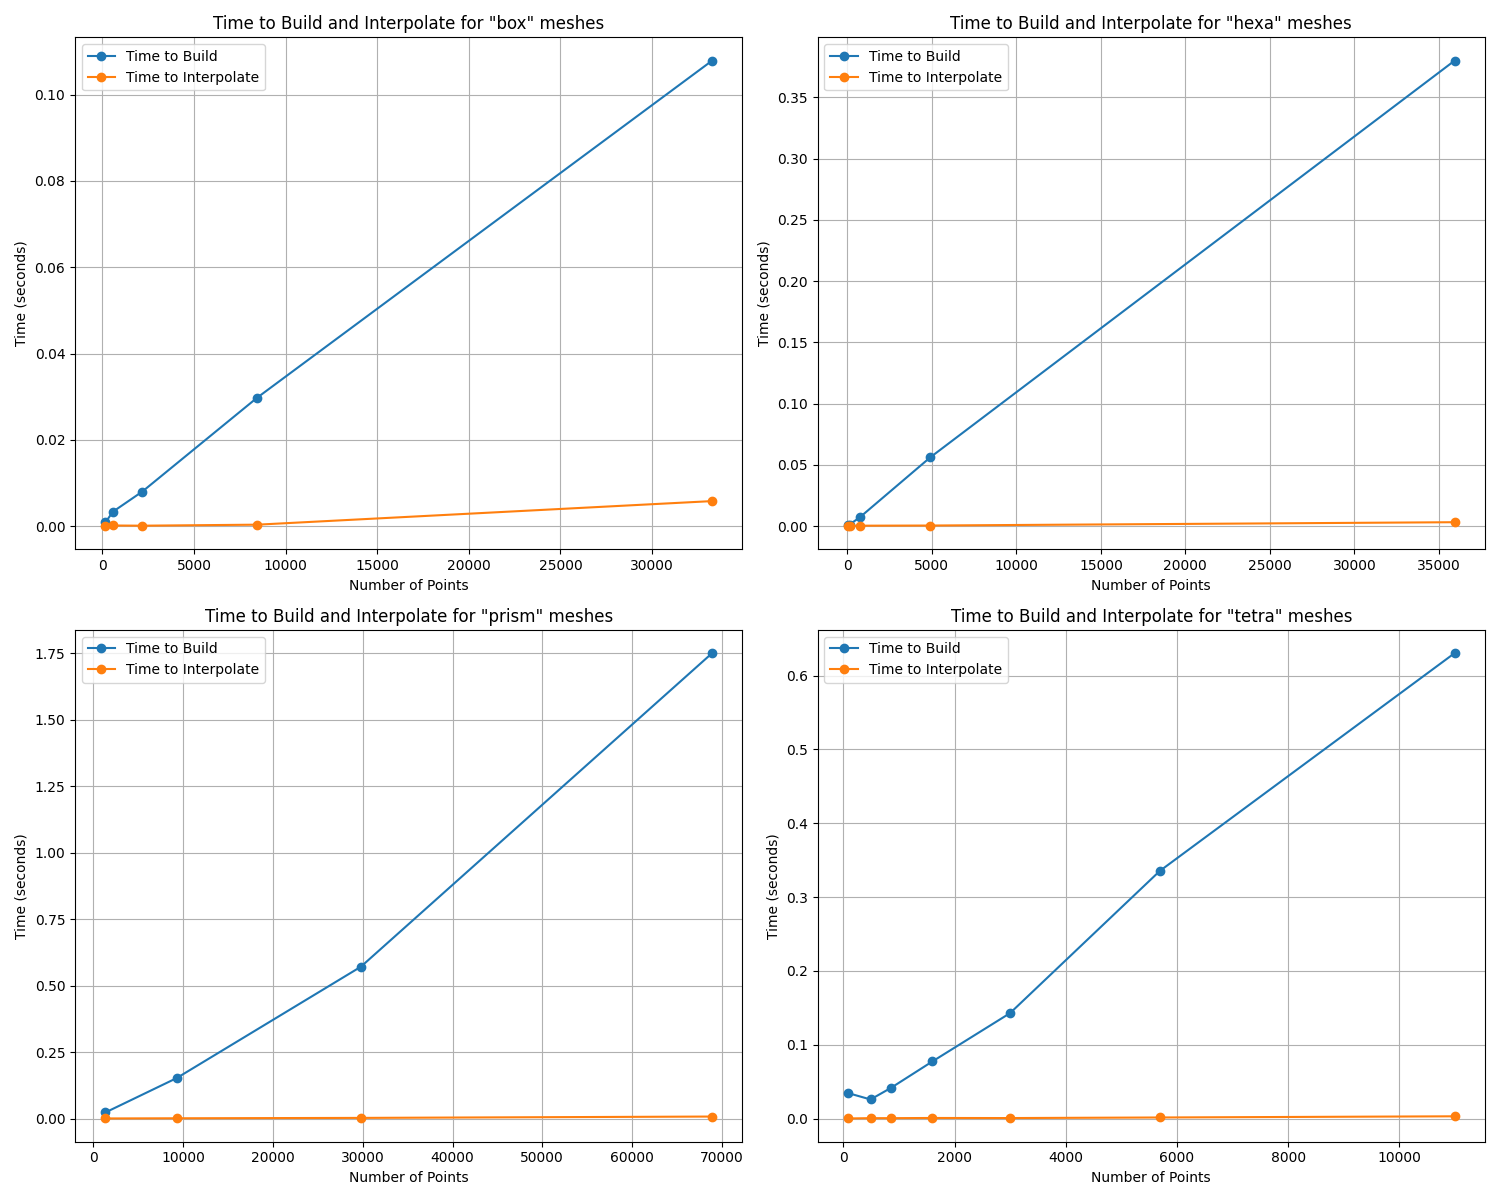 Time to Build and Interpolate for "box" meshes
Time to Build
Time to Interpolate
Time (seconds)
0.10
0.08
0.06
0.04
0.02
0.00
0 5000 10000 15000 20000 25000 30000
Number of Points
Time to Build and Interpolate for "hexa" meshes
Time to Build
Time to Interpolate
Time (seconds)
0.35
0.30
0.25
0.20
0.15
0.10
0.05
0.00
0 5000 10000 15000 20000 25000 30000 35000
Number of Points
Time to Build and Interpolate for "prism" meshes
Time to Build
Time to Interpolate
Time (seconds)
1.75
1.50
1.25
1.00
0.75
0.50
0.25
0.00
0 10000 20000 30000 40000 50000 60000 70000
Number of Points
Time to Build and Interpolate for "tetra" meshes
Time to Build
Time to Interpolate
Time (seconds)
0.6
0.5
0.4
0.3
0.2
0.1
0.0
0 2000 4000 6000 8000 10000
Number of Points